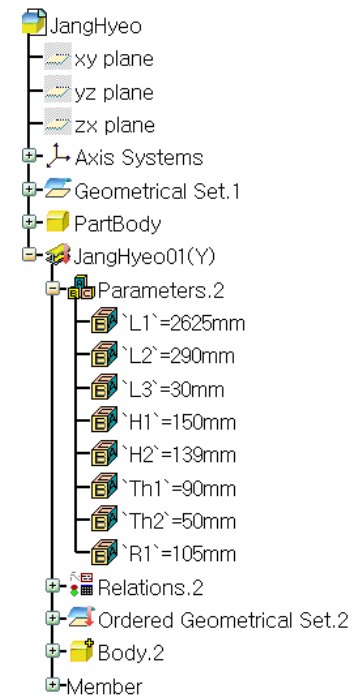 JangHyeo
xy plane
yz plane
zx plane
Axis Systems
Geometrical Set.1
PartBody
JangHyeo01(Y)
Parameters.2
`L1`=2625mm
`L2`=290mm
`L3`=30mm
`H1`=150mm
`H2`=139mm
`Th1`=90mm
`Th2`=50mm
`R1`=105mm
Relations.2
Ordered Geometrical Set.2
Body.2
Member